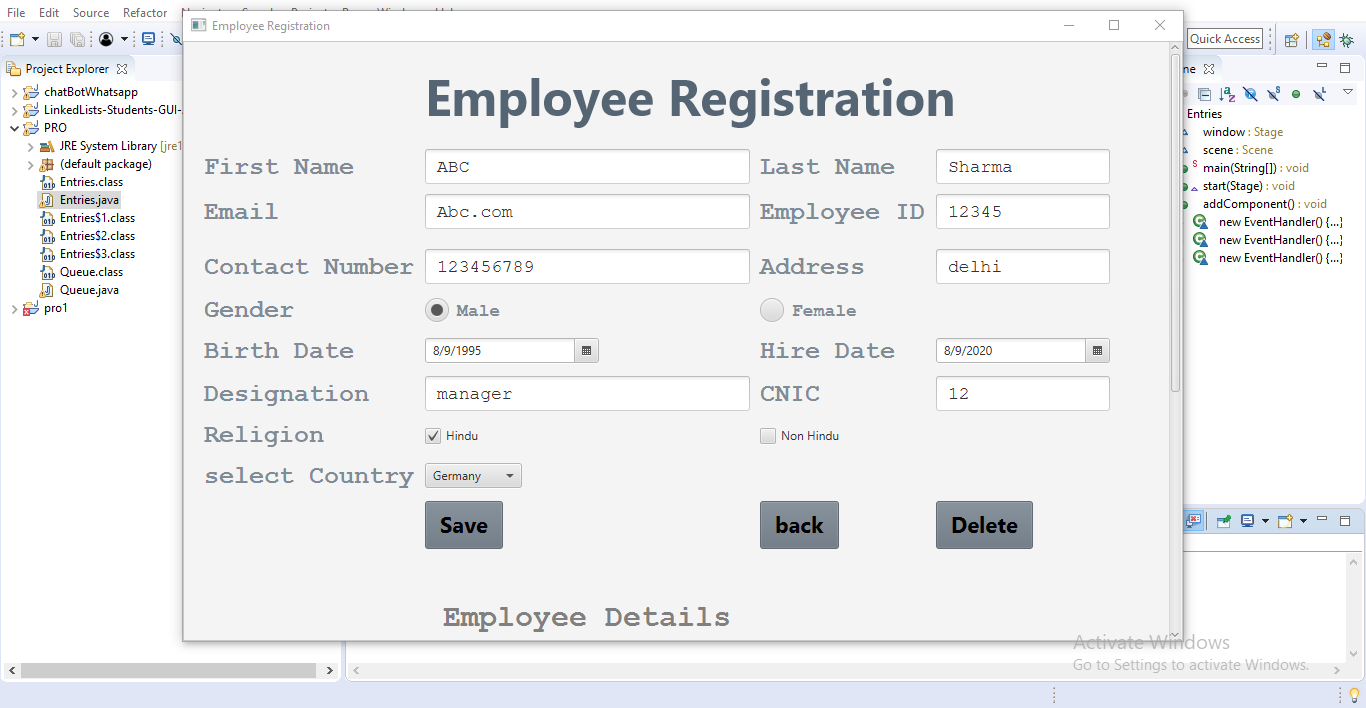 File Edit Source Refactor
Employee Registration
Quick Access
Project Explorer
chatBotWhatsapp
LinkedLists-Students-GUI-
PRO
JRE System Library [jre1
(default package)
Entries.class
Entries.java
Entries$1.class
Entries$2.class
Entries$3.class
Queue.class
Queue.java
pro1
Employee Registration
First Name ABC Last Name Sharma
Email Abc.com Employee ID 12345
Contact Number 123456789 Address delhi
Gender Male Female
Birth Date 8/9/1995 Hire Date 8/9/2020
Designation manager CNIC 12
Religion Hindu Non Hindu
select Country Germany
Save back Delete
Employee Details
ne
Entries
window : Stage
scene : Scene
main(String[]) : void
start(Stage) : void
addComponent() : void
new EventHandler() {...}
new EventHandler() {...}
new EventHandler() {...}
Activate Windows
Go to Settings to activate Windows.